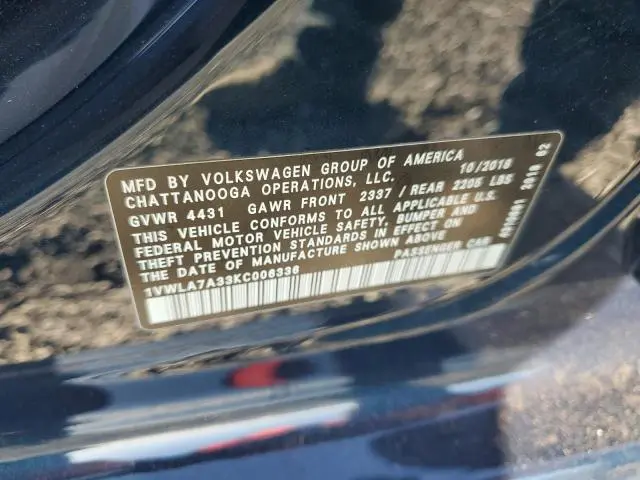 MFD BY VOLKSWAGEN GROUP OF AMERICA 10/2018
CHATTANOOGA OPERATIONS, LLC.
GVWR 4431 GAWR FRONT 2337 / REAR 2205 LBS
THIS VEHICLE CONFORMS TO ALL APPLICABLE U.S.
FEDERAL MOTOR VEHICLE SAFETY, BUMPER AND
THEFT PREVENTION STANDARDS IN EFFECT ON
THE DATE OF MANUFACTURE SHOWN ABOVE
1VWLA7A33KC006336 PASSENGER CAR
2018 02